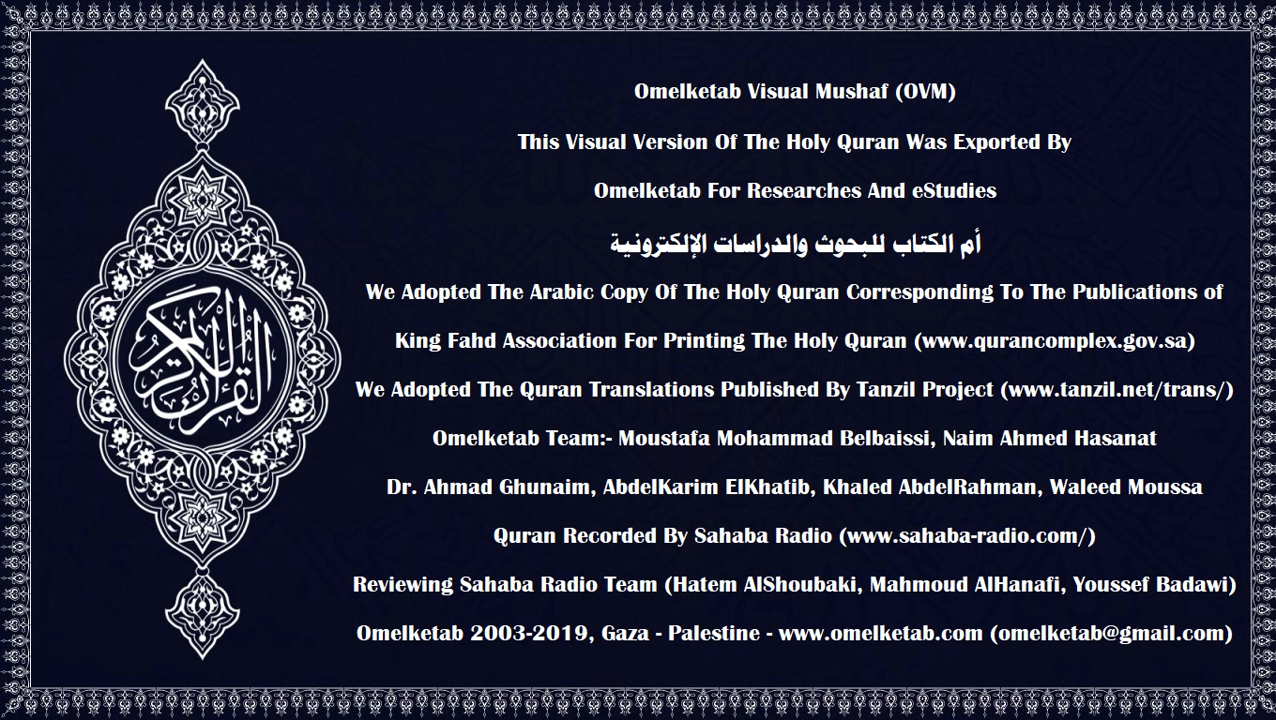 Omelketab Visual Mushaf (OVM)
This Visual Version Of The Holy Quran Was Exported By
Omelketab For Researches And eStudies
أم الكتاب للبحوث والدراسات الإلكترونية
We Adopted The Arabic Copy Of The Holy Quran Corresponding To The Publications of
King Fahd Association For Printing The Holy Quran (www.qurancomplex.gov.sa)
We Adopted The Quran Translations Published By Tanzil Project (www.tanzil.net/trans/)
Omelketab Team:- Moustafa Mohammad Belbaissi, Naim Ahmed Hasanat
Dr. Ahmad Ghunaim, AbdelKarim ElKhatib, Khaled AbdelRahman, Waleed Moussa
Quran Recorded By Sahaba Radio (www.sahaba-radio.com/)
Reviewing Sahaba Radio Team (Hatem AlShoubaki, Mahmoud AlHanafi, Youssef Badawi)
Omelketab 2003-2019, Gaza - Palestine - www.omelketab.com (omelketab@gmail.com)
القرآن الكريم